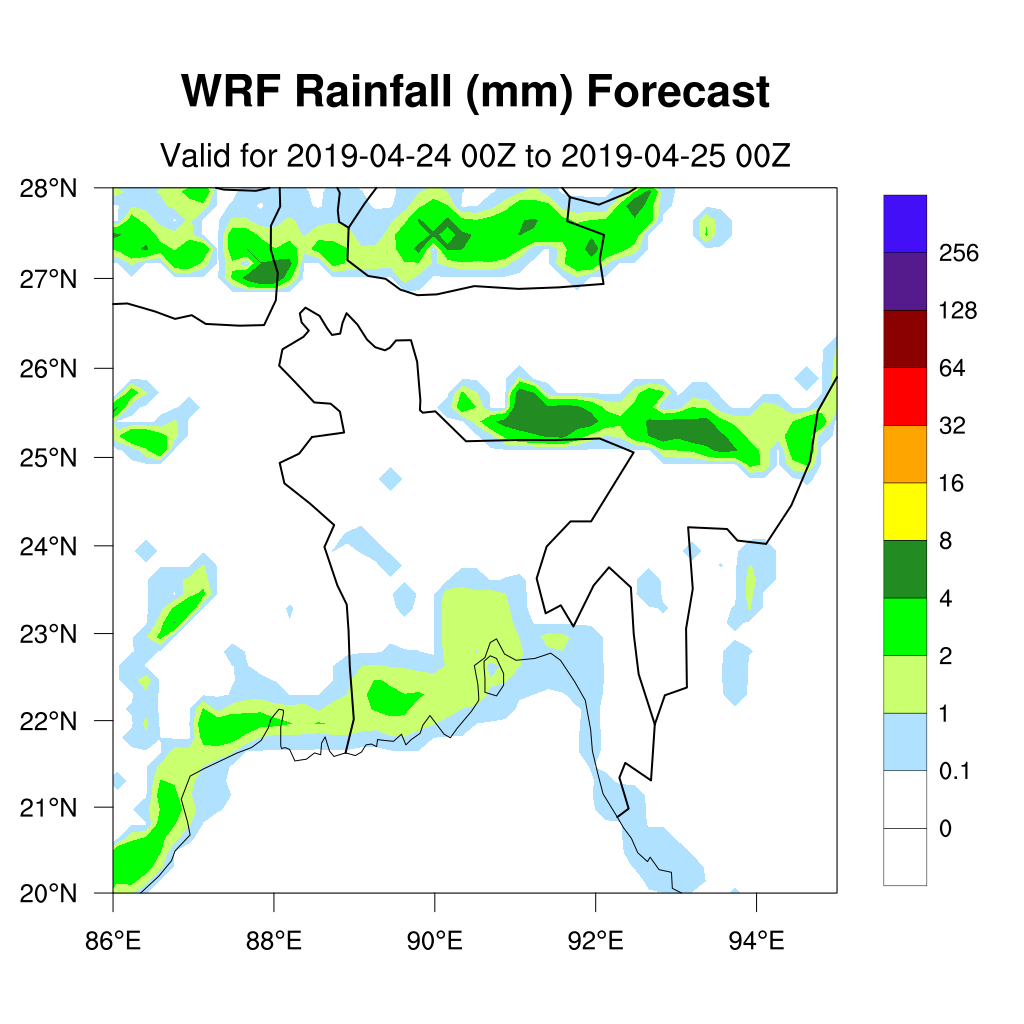 WRF Rainfall (mm) Forecast
Valid for 2019-04-24 00Z to 2019-04-25 00Z
28°N
27°N
26°N
25°N
24°N
23°N
22°N
21°N
20°N
86°E 88°E 90°E 92°E 94°E
256
128
64
32
16
8
4
2
1
0.1
0